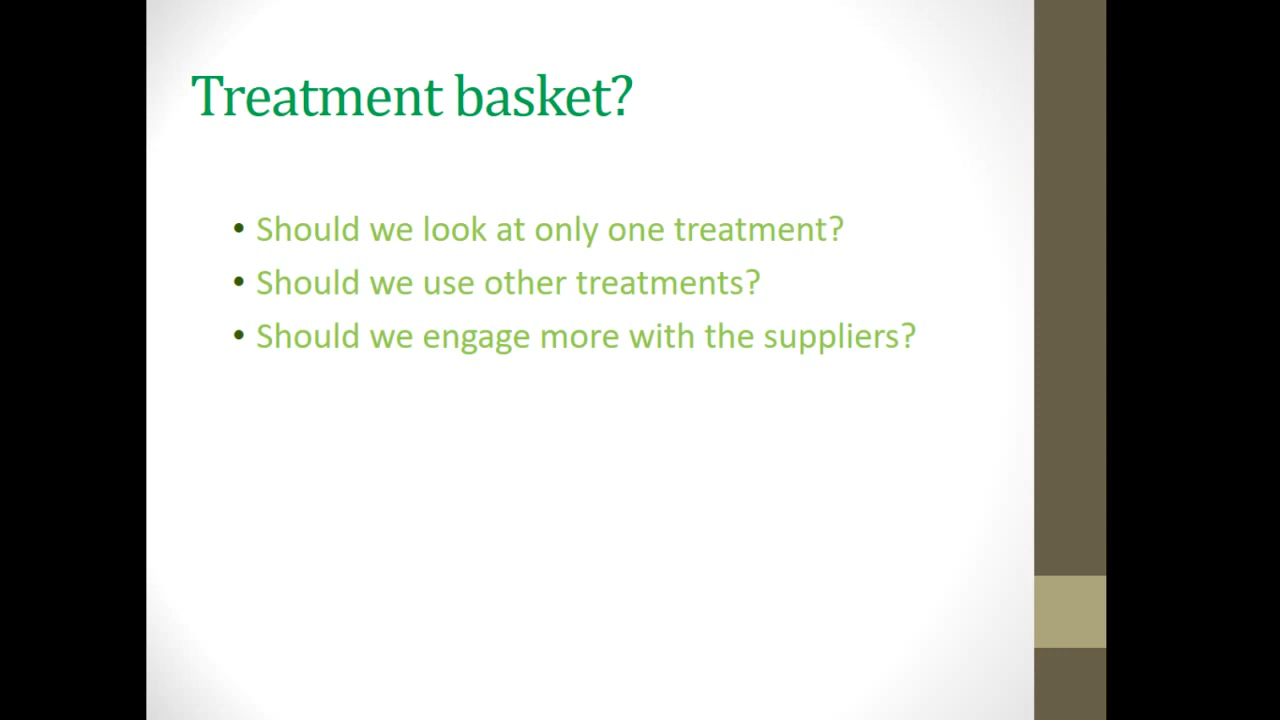 Treatment basket?
• Should we look at only one treatment?
• Should we use other treatments?
• Should we engage more with the suppliers?